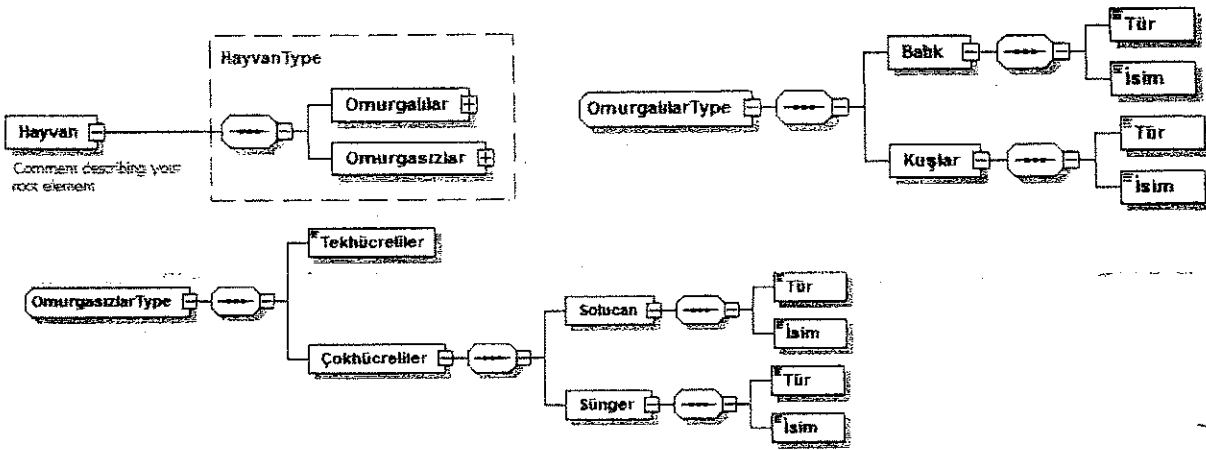 HayvanType
Omurgalılar
Omurgasızlar
Hayvan
Comment describing your
root element
OmurgalılarType
Balık
Tür
İsim
Kuşlar
Tür
İsim
OmurgasızlarType
Tekhücreliler
Çokhücreliler
Solucan
Tür
İsim
Sünger
Tür
İsim